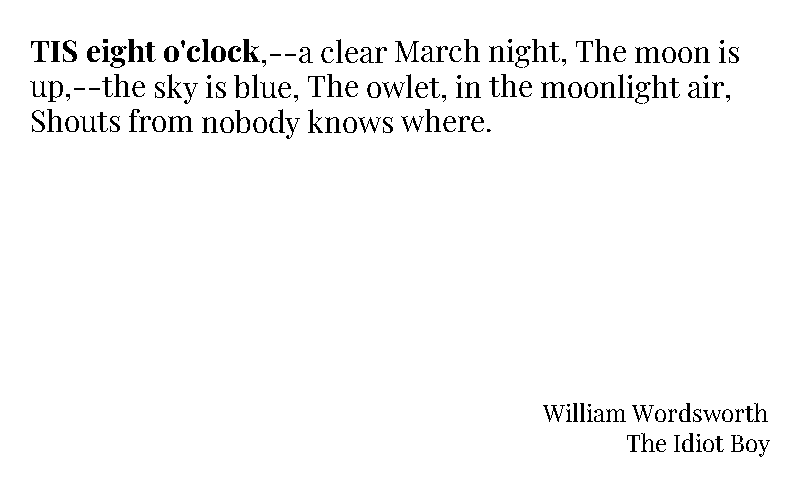 TIS eight o'clock,--a clear March night, The moon is
up,--the sky is blue, The owlet, in the moonlight air,
Shouts from nobody knows where.
William Wordsworth
The Idiot Boy